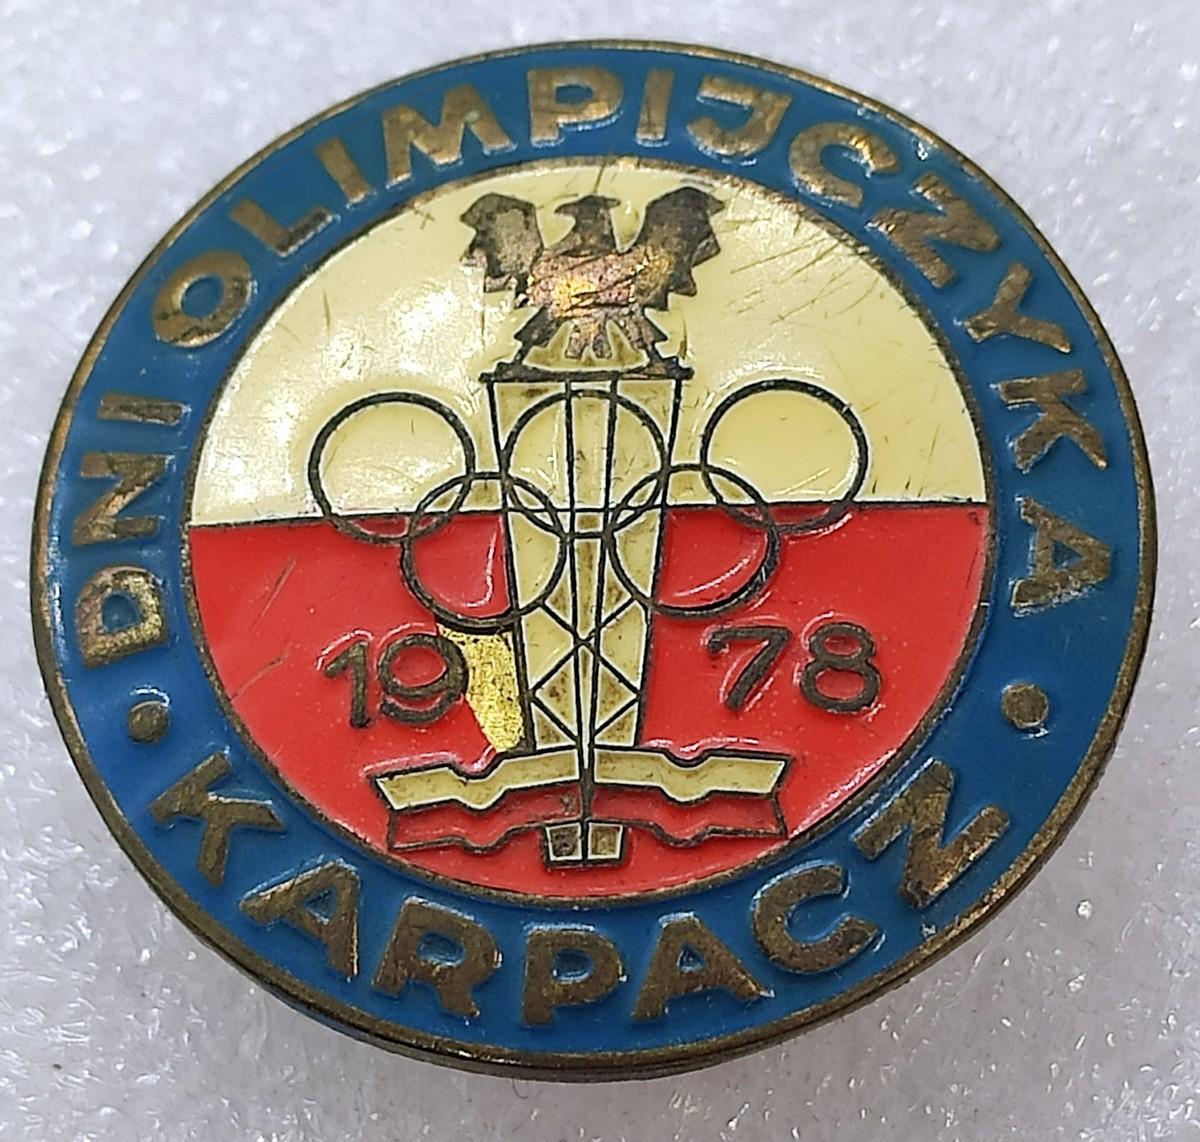 DNI OLIMPIJCZYKA
1978
• KARPACZ •